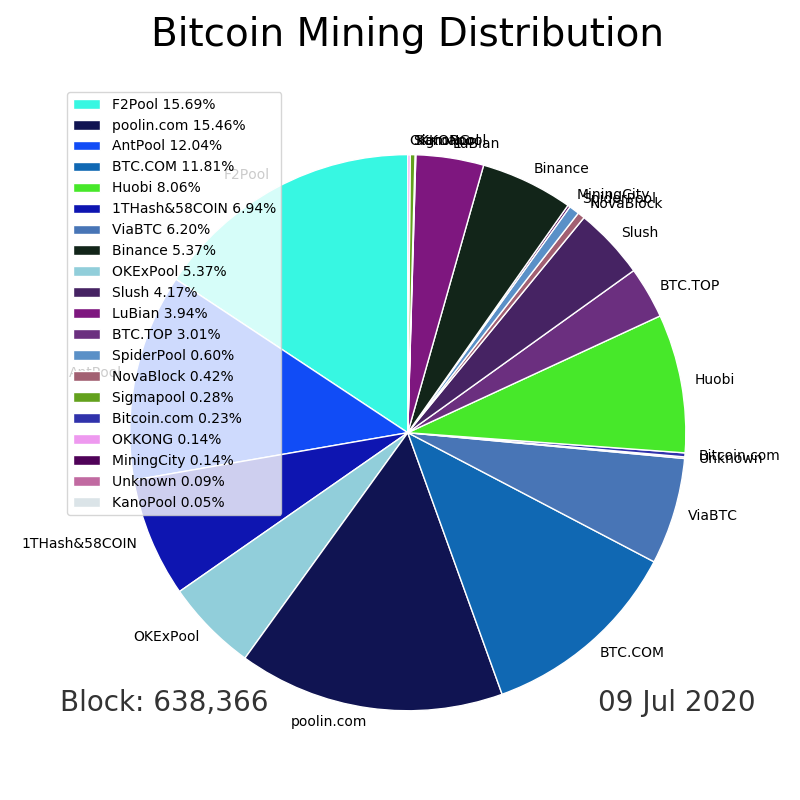 Bitcoin Mining Distribution
F2Pool 15.69%
poolin.com 15.46%
AntPool 12.04%
BTC.COM 11.81%
Huobi 8.06%
1THash&58COIN 6.94%
ViaBTC 6.20%
Binance 5.37%
OKExPool 5.37%
Slush 4.17%
LuBian 3.94%
BTC.TOP 3.01%
SpiderPool 0.60%
NovaBlock 0.42%
Sigmapool 0.28%
Bitcoin.com 0.23%
OKKONG 0.14%
MiningCity 0.14%
Unknown 0.09%
KanoPool 0.05%
F2Pool
AntPool
1THash&58COIN
OKExPool
poolin.com
BTC.COM
ViaBTC
Unknown
Bitcoin.com
Huobi
BTC.TOP
Slush
NovaBlock
SpiderPool
MiningCity
Binance
LuBian
Sigmapool
KanoPool
OKKONG
Block: 638,366
09 Jul 2020